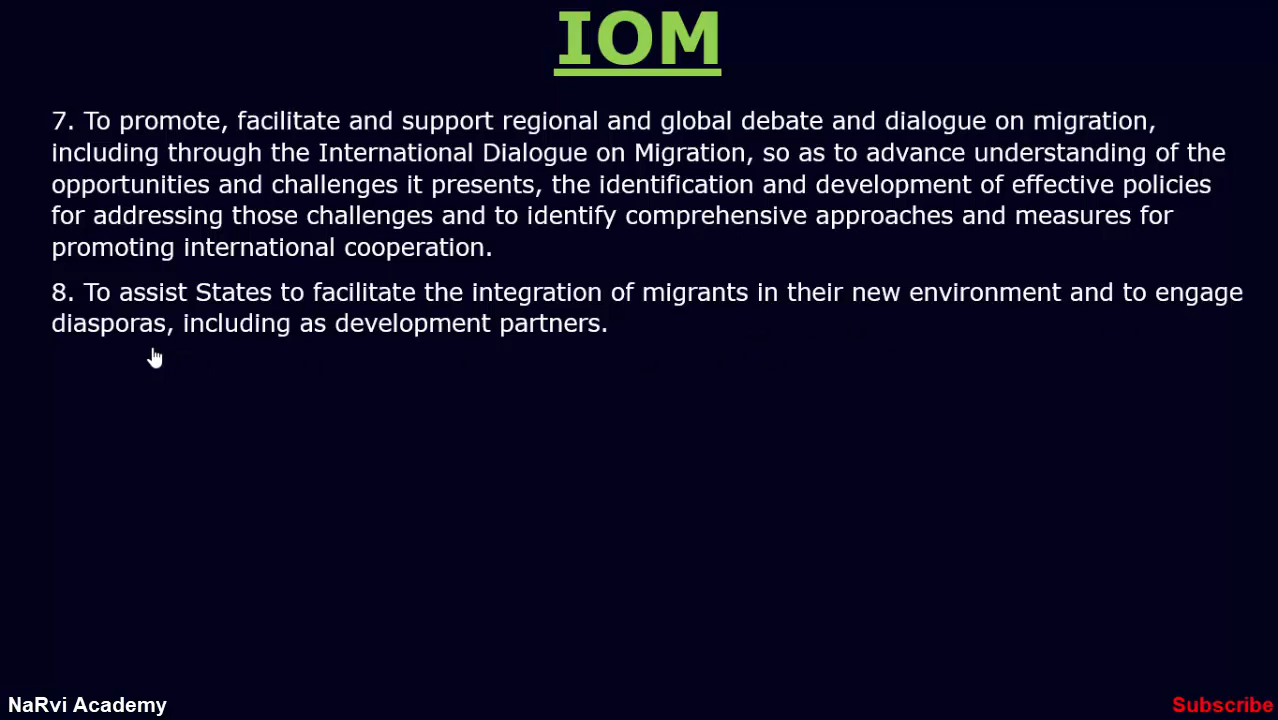 IOM
7. To promote, facilitate and support regional and global debate and dialogue on migration,
including through the International Dialogue on Migration, so as to advance understanding of the
opportunities and challenges it presents, the identification and development of effective policies
for addressing those challenges and to identify comprehensive approaches and measures for
promoting international cooperation.
8. To assist States to facilitate the integration of migrants in their new environment and to engage
diasporas, including as development partners.
NaRvi Academy
Subscribe